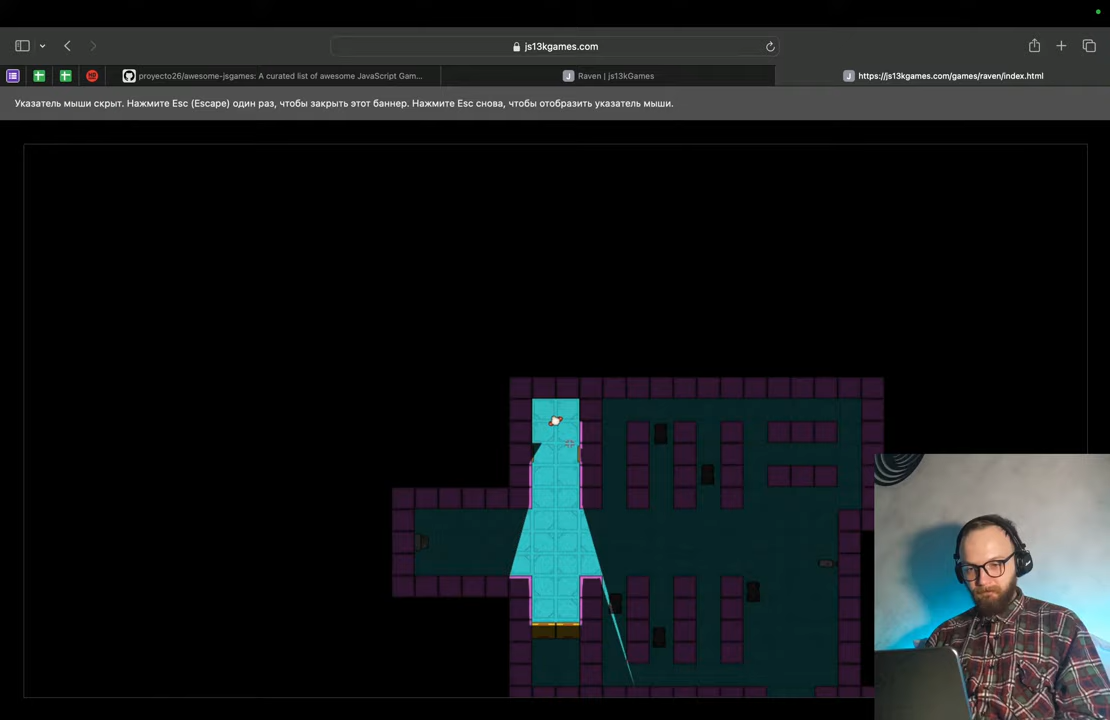 js13kgames.com
proyecto26/awesome-jsgames: A curated list of awesome JavaScript Gam...
Raven | js13kGames
https://js13kgames.com/games/raven/index.html
Указатель мыши скрыт. Нажмите Esc (Escape) один раз, чтобы закрыть этот баннер. Нажмите Esc снова, чтобы отобразить указатель мыши.